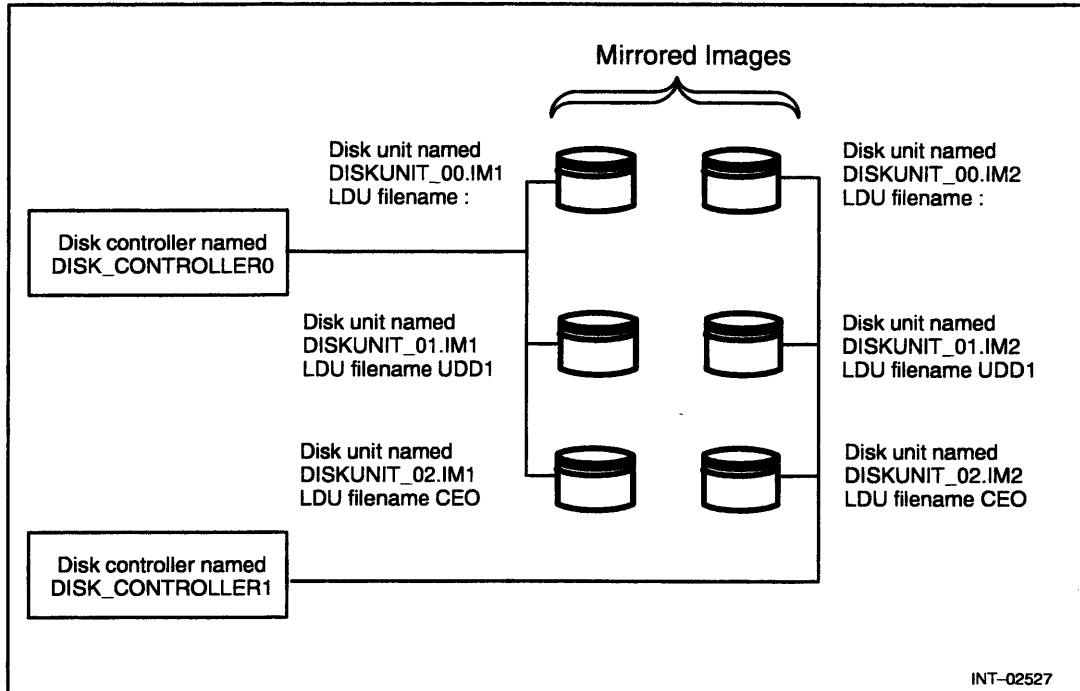 Mirrored Images
Disk unit named
DISKUNIT_00.IM1
LDU filename :
Disk unit named
DISKUNIT_00.IM2
LDU filename :
Disk controller named
DISK_CONTROLLER0
Disk unit named
DISKUNIT_01.IM1
LDU filename UDD1
Disk unit named
DISKUNIT_01.IM2
LDU filename UDD1
Disk unit named
DISKUNIT_02.IM1
LDU filename CEO
Disk unit named
DISKUNIT_02.IM2
LDU filename CEO
Disk controller named
DISK_CONTROLLER1
INT–02527